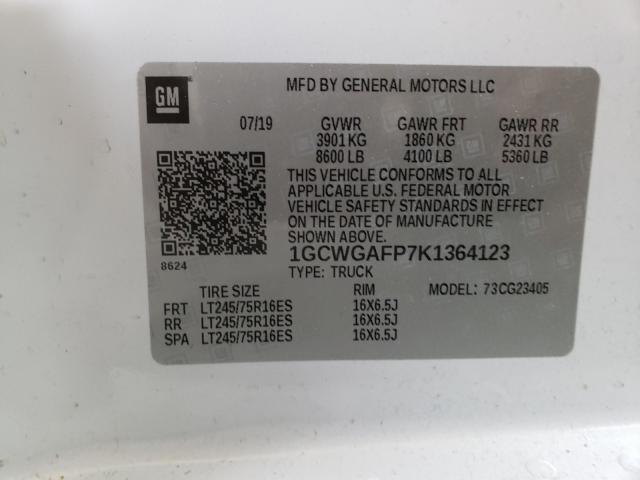 GM
MFD BY GENERAL MOTORS LLC
07/19 GVWR GAWR FRT GAWR RR
3901 KG 1860 KG 2431 KG
8600 LB 4100 LB 5360 LB
THIS VEHICLE CONFORMS TO ALL
APPLICABLE U.S. FEDERAL MOTOR
VEHICLE SAFETY STANDARDS IN EFFECT
ON THE DATE OF MANUFACTURE
SHOWN ABOVE
8624
1GCWGAFP7K1364123
TYPE: TRUCK
TIRE SIZE RIM MODEL: 73CG23405
FRT LT245/75R16ES 16X6.5J
RR LT245/75R16ES 16X6.5J
SPA LT245/75R16ES 16X6.5J